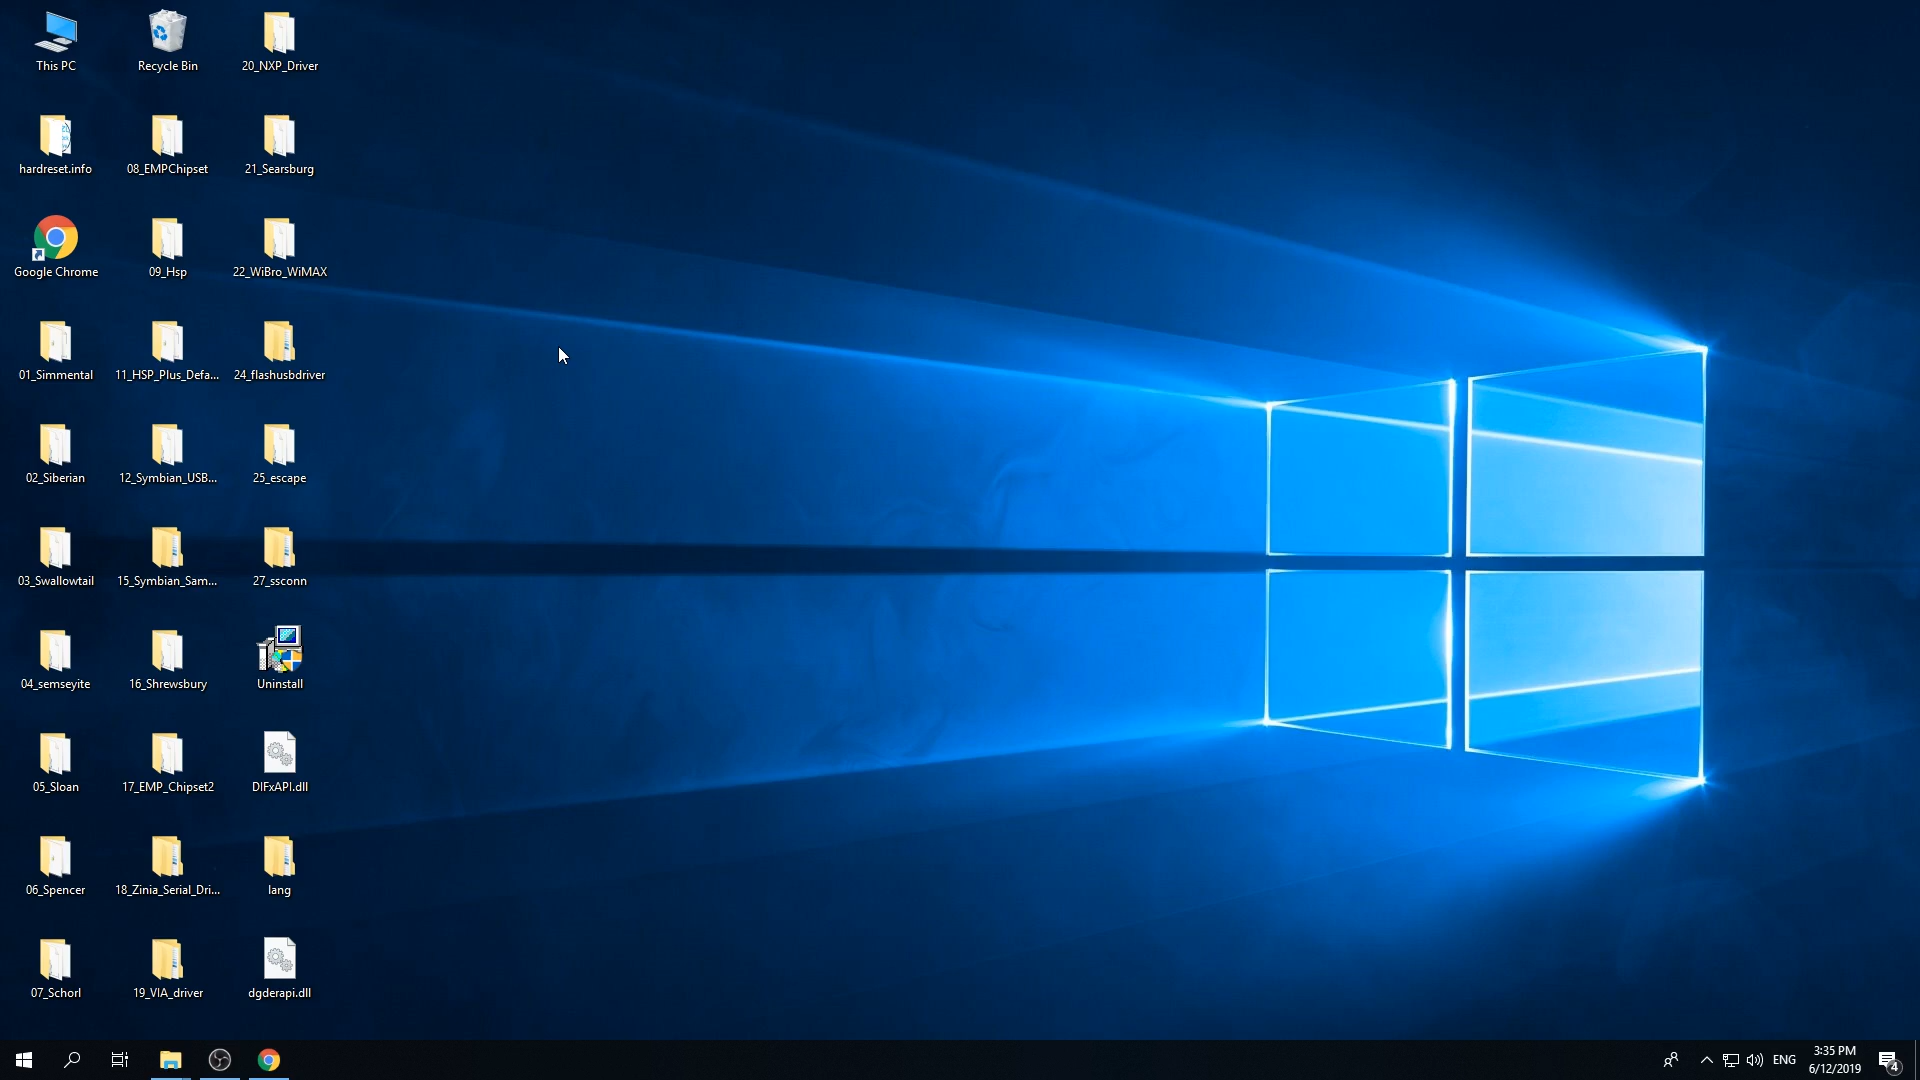 This PC
Recycle Bin
20_NXP_Driver
hardreset.info
08_EMPChipset
21_Searsburg
Google Chrome
09_Hsp
22_WiBro_WiMAX
01_Simmental
11_HSP_Plus_Defa...
24_flashusbdriver
02_Siberian
12_Symbian_USB...
25_escape
03_Swallowtail
15_Symbian_Sam...
27_ssconn
04_semseyite
16_Shrewsbury
Uninstall
05_Sloan
17_EMP_Chipset2
DIFxAPI.dll
06_Spencer
18_Zinia_Serial_Dri...
lang
07_Schorl
19_VIA_driver
dgderapi.dll
ENG
3:35 PM
6/12/2019
4